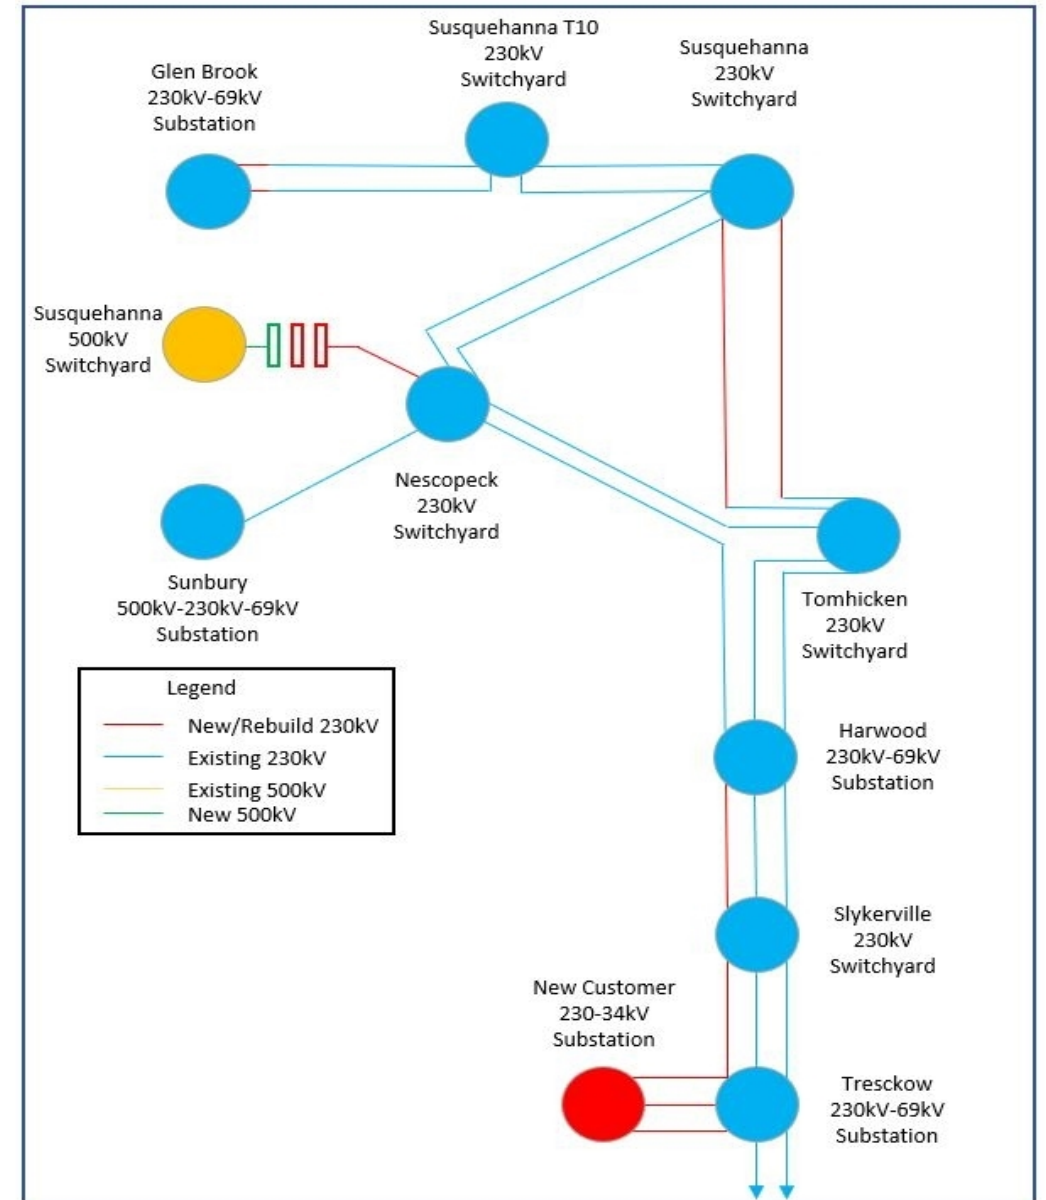 Susquehanna T10
230kV
Switchyard
Susquehanna
230kV
Switchyard
Glen Brook
230kV-69kV
Substation
Susquehanna
500kV
Switchyard
Nescopeck
230kV
Switchyard
Sunbury
500kV-230kV-69kV
Substation
Tomhicken
230kV
Switchyard
Legend
New/Rebuild 230kV
Existing 230kV
Existing 500kV
New 500kV
Harwood
230kV-69kV
Substation
Slykerville
230kV
Switchyard
New Customer
230-34kV
Substation
Tresckow
230kV-69kV
Substation